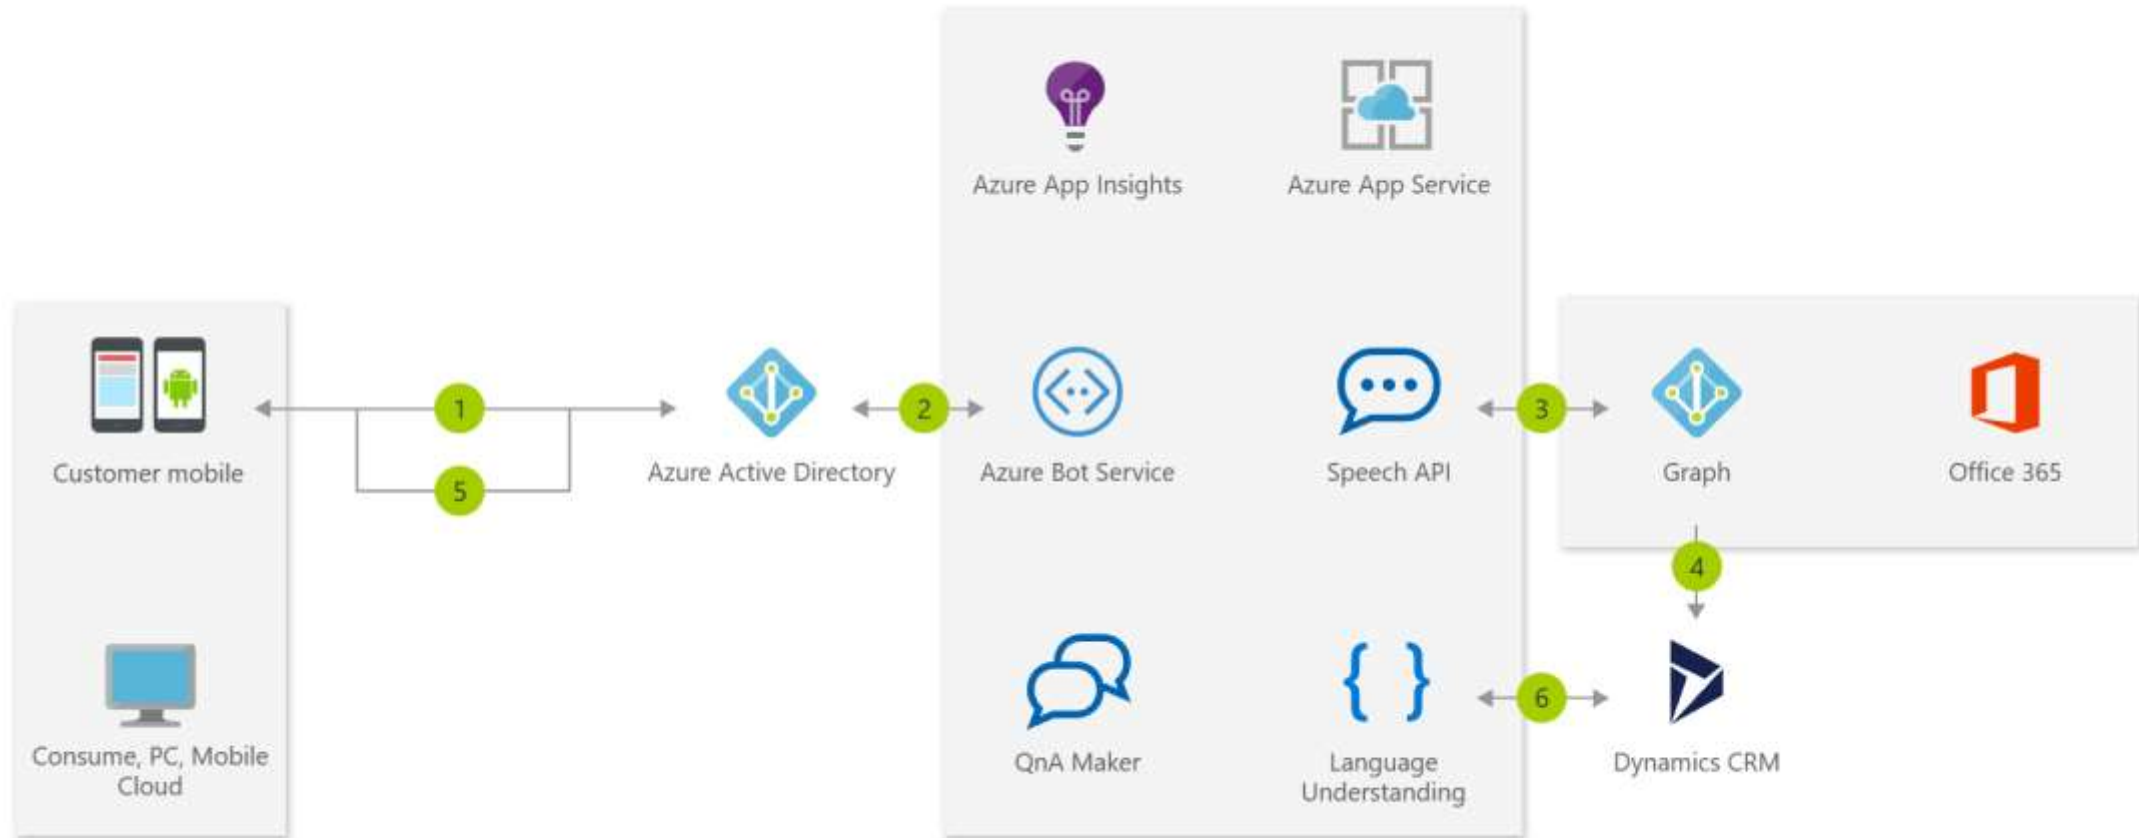 Azure App Insights
Azure App Service
1
2
3
Customer mobile
5
Azure Active Directory
Azure Bot Service
Speech API
Graph
Office 365
4
6
Consume, PC, Mobile
Cloud
QnA Maker
Language
Understanding
Dynamics CRM